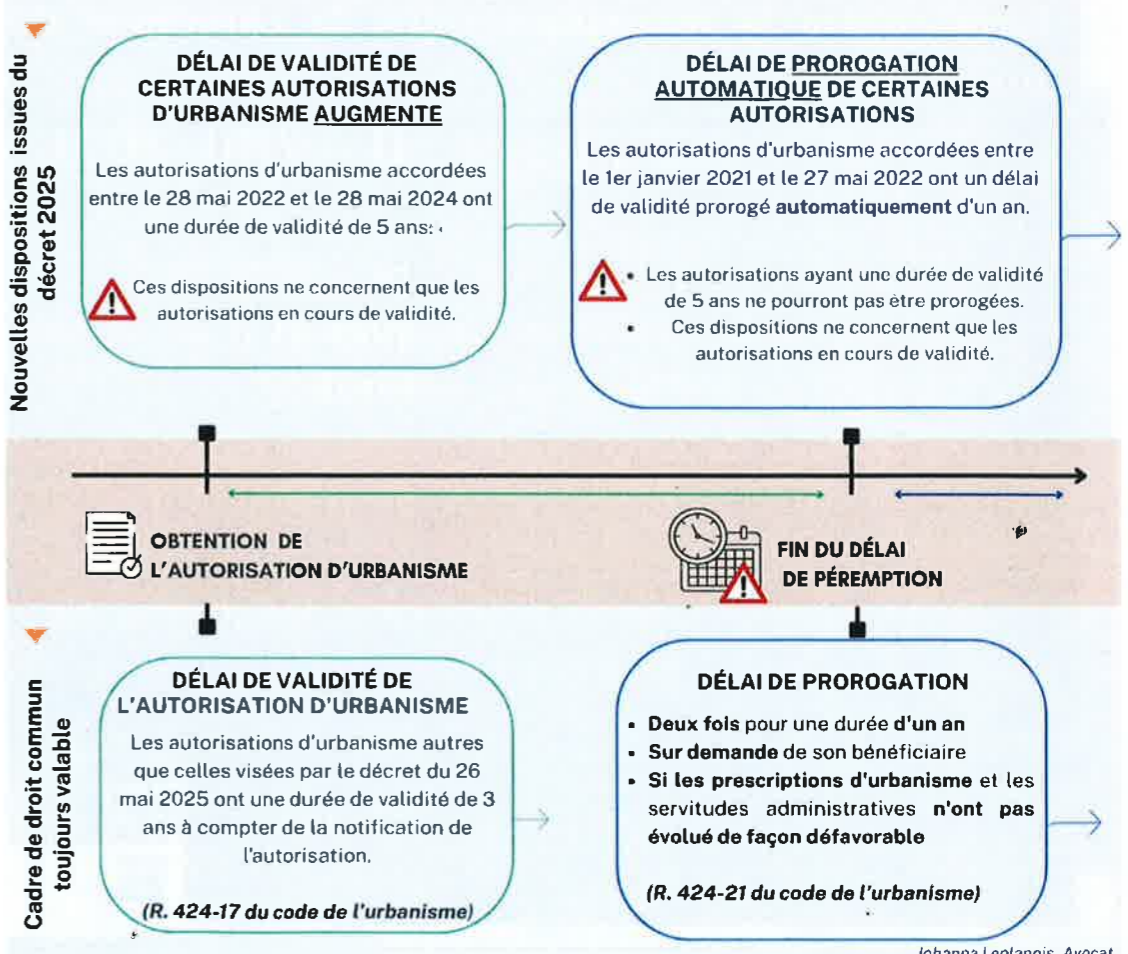 Nouvelles dispositions issues du
décret 2025
DÉLAI DE VALIDITÉ DE
CERTAINES AUTORISATIONS
D'URBANISME AUGMENTE
Les autorisations d'urbanisme accordées
entre le 28 mai 2022 et le 28 mai 2024 ont
une durée de validité de 5 ans:
Ces dispositions ne concernent que les
autorisations en cours de validité.
DÉLAI DE PROROGATION
AUTOMATIQUE DE CERTAINES
AUTORISATIONS
Les autorisations d'urbanisme accordées entre
le 1er janvier 2021 et le 27 mai 2022 ont un délai
de validité prorogé automatiquement d'un an.
• Les autorisations ayant une durée de validité
de 5 ans ne pourront pas être prorogées.
• Ces dispositions ne concernent que les
autorisations en cours de validité.
OBTENTION DE
L'AUTORISATION D'URBANISME
FIN DU DÉLAI
DE PÉREMPTION
Cadre de droit commun
toujours valable
DÉLAI DE VALIDITÉ DE
L'AUTORISATION D'URBANISME
Les autorisations d'urbanisme autres
que celles visées par le décret du 26
mai 2025 ont une durée de validité de 3
ans à compter de la notification de
l'autorisation.
(R. 424-17 du code de l'urbanisme)
DÉLAI DE PROROGATION
• Deux fois pour une durée d'un an
• Sur demande de son bénéficiaire
• Si les prescriptions d'urbanisme et les
servitudes administratives n'ont pas
évolué de façon défavorable
(R. 424-21 du code de l'urbanisme)
Johanna Leplanois, Avocat